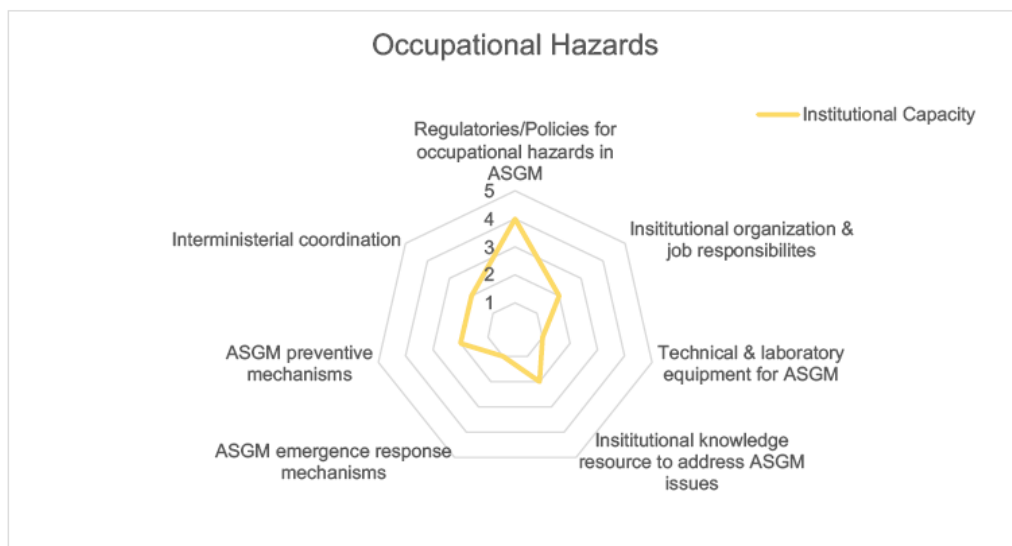 Occupational Hazards
Institutional Capacity
Regulatories/Policies for
occupational hazards in
ASGM
5
4
3
2
1
Insititutional organization &
job responsibilites
Technical & laboratory
equipment for ASGM
Insititutional knowledge
resource to address ASGM
issues
ASGM emergence response
mechanisms
ASGM preventive
mechanisms
Interministerial coordination